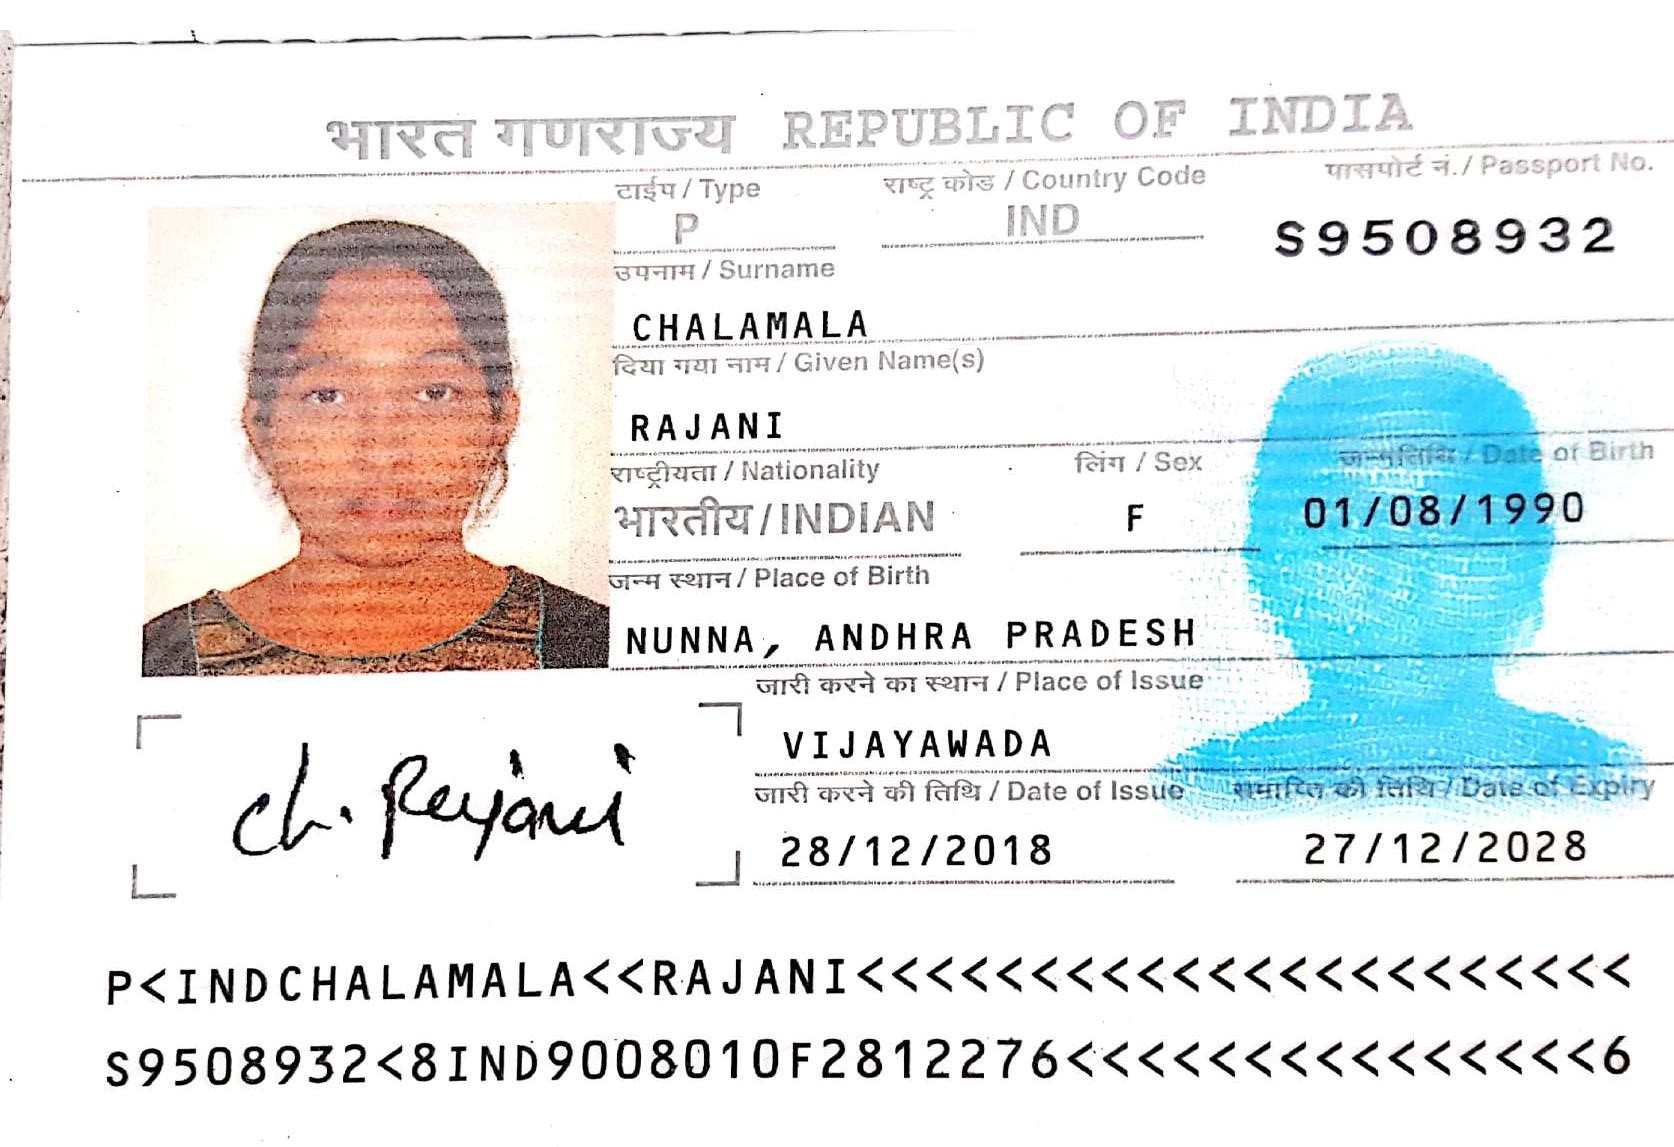 भारत गणराज्य REPUBLIC OF INDIA
टाईप / Type राष्ट्र कोड / Country Code पासपोर्ट नं. / Passport No.
P IND S9508932
उपनाम / Surname
CHALAMALA
दिया गया नाम / Given Name(s)
RAJANI
राष्ट्रीयता / Nationality लिंग / Sex जन्मतिथि / Date of Birth
भारतीय / INDIAN F 01/08/1990
जन्म स्थान / Place of Birth
NUNNA, ANDHRA PRADESH
जारी करने का स्थान / Place of Issue
VIJAYAWADA
जारी करने की तिथि / Date of Issue समाप्ति की तिथि / Date of Expiry
28/12/2018 27/12/2028
ch. Rajani
P<INDCHALAMALA<<RAJANI<<<<<<<<<<<<<<<<<<<<<<
S9508932<8IND9008010F2812276<<<<<<<<<<<<<<<6